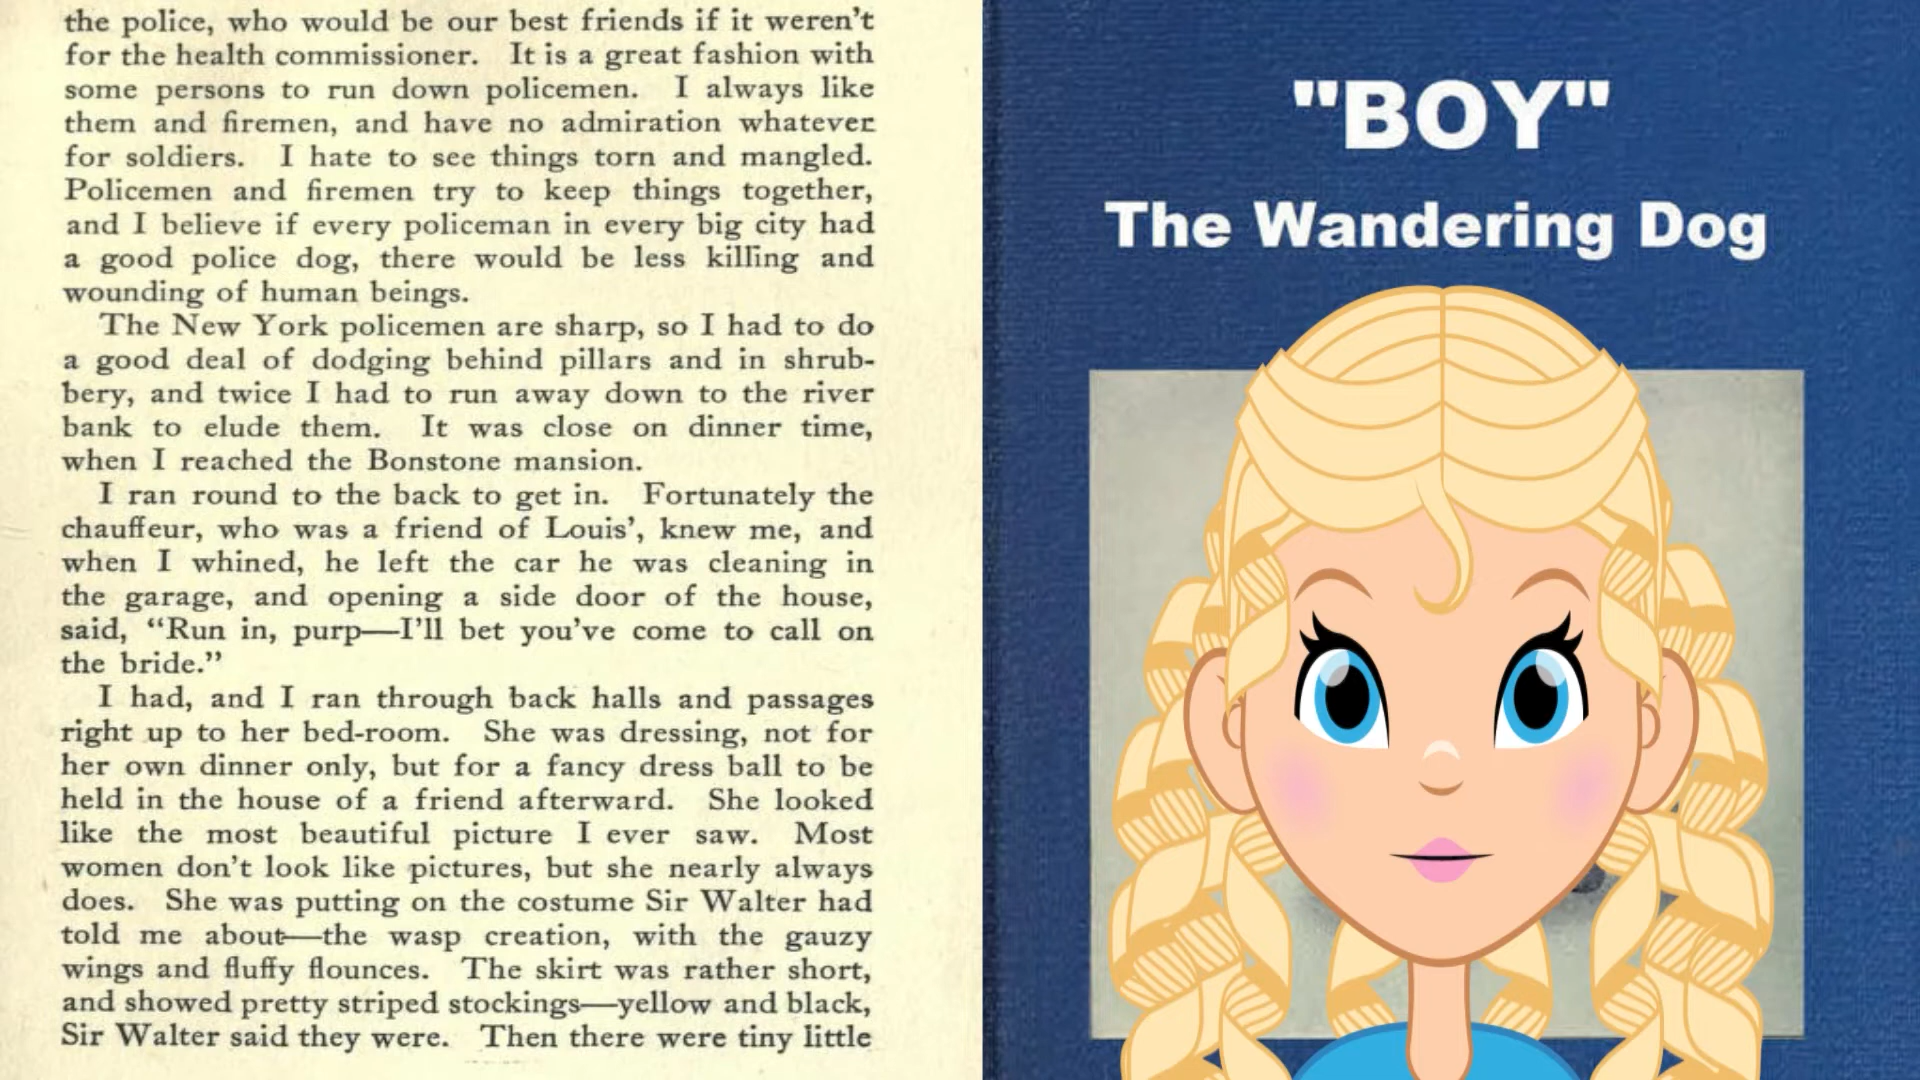 the police, who would be our best friends if it weren't
for the health commissioner. It is a great fashion with
some persons to run down policemen. I always like
them and firemen, and have no admiration whatever
for soldiers. I hate to see things torn and mangled.
Policemen and firemen try to keep things together,
and I believe if every policeman in every big city had
a good police dog, there would be less killing and
wounding of human beings.
The New York policemen are sharp, so I had to do
a good deal of dodging behind pillars and in shrub-
bery, and twice I had to run away down to the river
bank to elude them. It was close on dinner time,
when I reached the Bonstone mansion.
I ran round to the back to get in. Fortunately the
chauffeur, who was a friend of Louis', knew me, and
when I whined, he left the car he was cleaning in
the garage, and opening a side door of the house,
said, “Run in, purp—I'll bet you've come to call on
the bride.”
I had, and I ran through back halls and passages
right up to her bed-room. She was dressing, not for
her own dinner only, but for a fancy dress ball to be
held in the house of a friend afterward. She looked
like the most beautiful picture I ever saw. Most
women don't look like pictures, but she nearly always
does. She was putting on the costume Sir Walter had
told me about—the wasp creation, with the gauzy
wings and fluffy flounces. The skirt was rather short,
and showed pretty striped stockings—yellow and black,
Sir Walter said they were. Then there were tiny little
"BOY"
The Wandering Dog